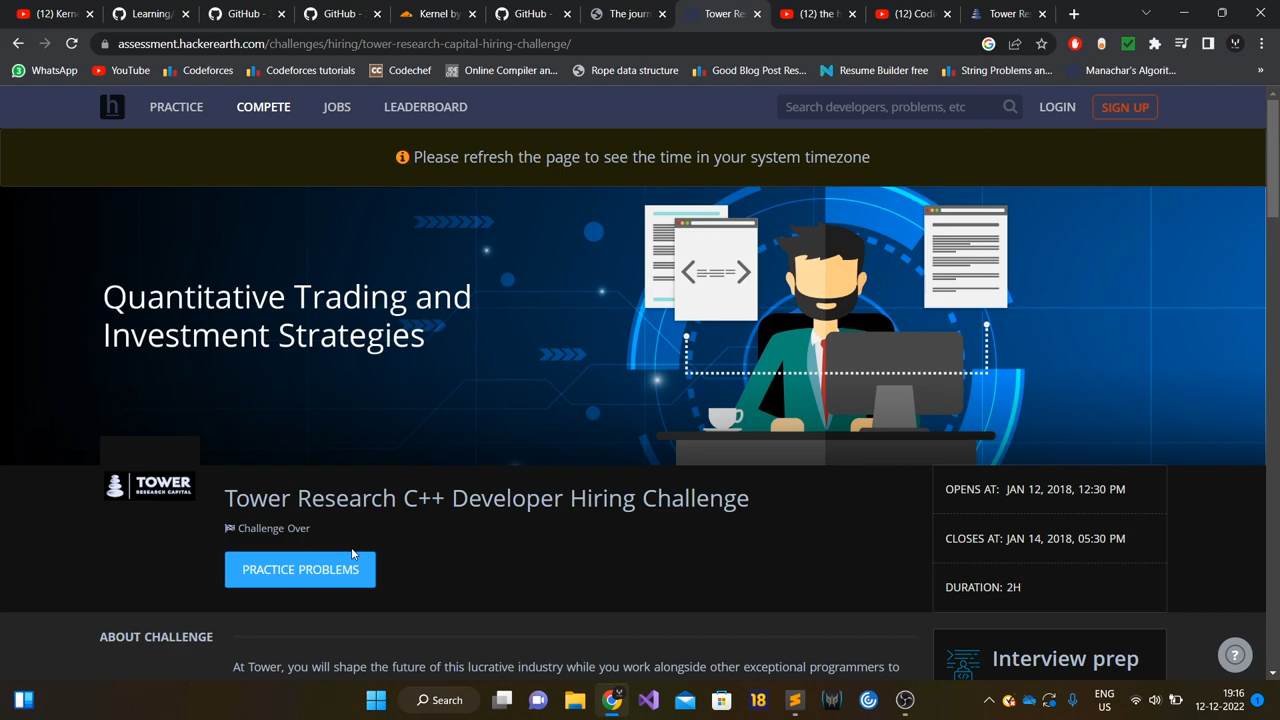 (12) Kerne
Learning/
GitHub -
GitHub -
Kernel by
GitHub -
The journ
Tower Res
(12) the h
(12) Codi
Tower Res
assessment.hackerearth.com/challenges/hiring/tower-research-capital-hiring-challenge/
WhatsApp
YouTube
Codeforces
Codeforces tutorials
Codechef
Online Compiler an...
Rope data structure
Good Blog Post Res...
Resume Builder free
String Problems an...
Manachar's Algorit...
»
h
PRACTICE
COMPETE
JOBS
LEADERBOARD
Search developers, problems, etc
LOGIN
SIGN UP
Please refresh the page to see the time in your system timezone
Quantitative Trading and
Investment Strategies
TOWER
RESEARCH CAPITAL
Tower Research C++ Developer Hiring Challenge
Challenge Over
PRACTICE PROBLEMS
OPENS AT: JAN 12, 2018, 12:30 PM
CLOSES AT: JAN 14, 2018, 05:30 PM
DURATION: 2H
ABOUT CHALLENGE
At Tower, you will shape the future of this lucrative industry while you work alongside other exceptional programmers to
Interview prep
?
Search
18
ENG
US
19:16
12-12-2022
1